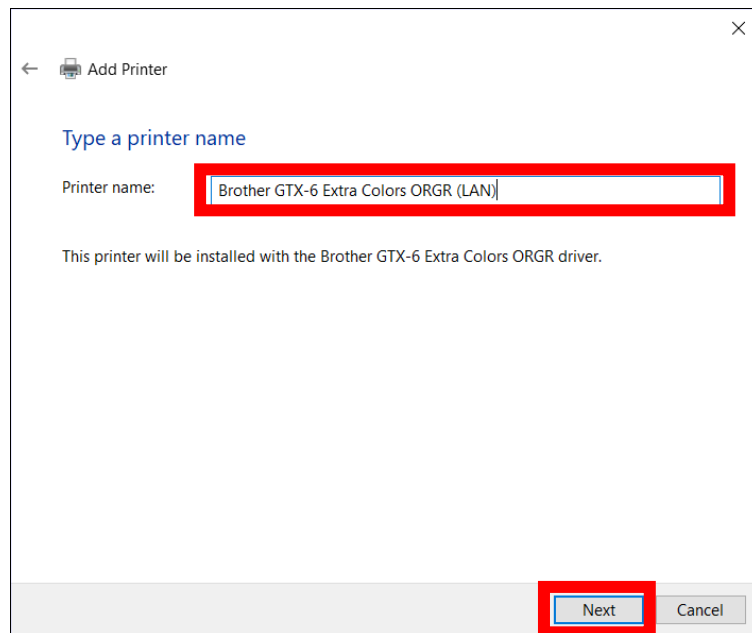 Add Printer
Type a printer name
Printer name: Brother GTX-6 Extra Colors ORGR (LAN)
This printer will be installed with the Brother GTX-6 Extra Colors ORGR driver.
Next Cancel